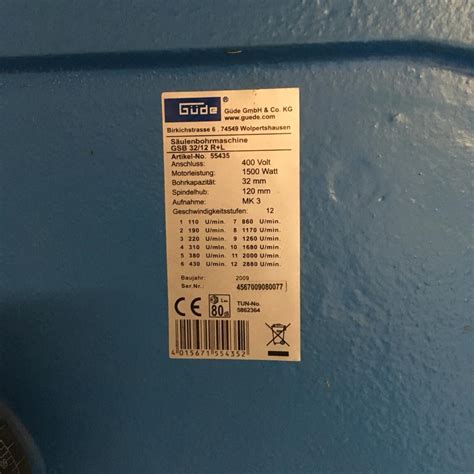 Güde ®
Güde GmbH & Co. KG
www.guede.com
Birkichstrasse 6 , 74549 Wolpertshausen
Säulenbohrmaschine
GSB 32/12 R+L
Artikel-No. 55435
Anschluss: 400 Volt
Motorleistung: 1500 Watt
Bohrkapazität: 32 mm
Spindelhub: 120 mm
Aufnahme: MK 3
Geschwindigkeitsstufen: 12
1 110 U/min. 7 860 U/min.
2 190 U/min. 8 1170 U/min.
3 220 U/min. 9 1260 U/min.
4 310 U/min. 10 1680 U/min.
5 380 U/min. 11 2000 U/min.
6 430 U/min. 12 2880 U/min.
Baujahr: 2009
Ser.Nr.: 4567009080077
CE
80
TUN-No.
5862364
4 015671 554352